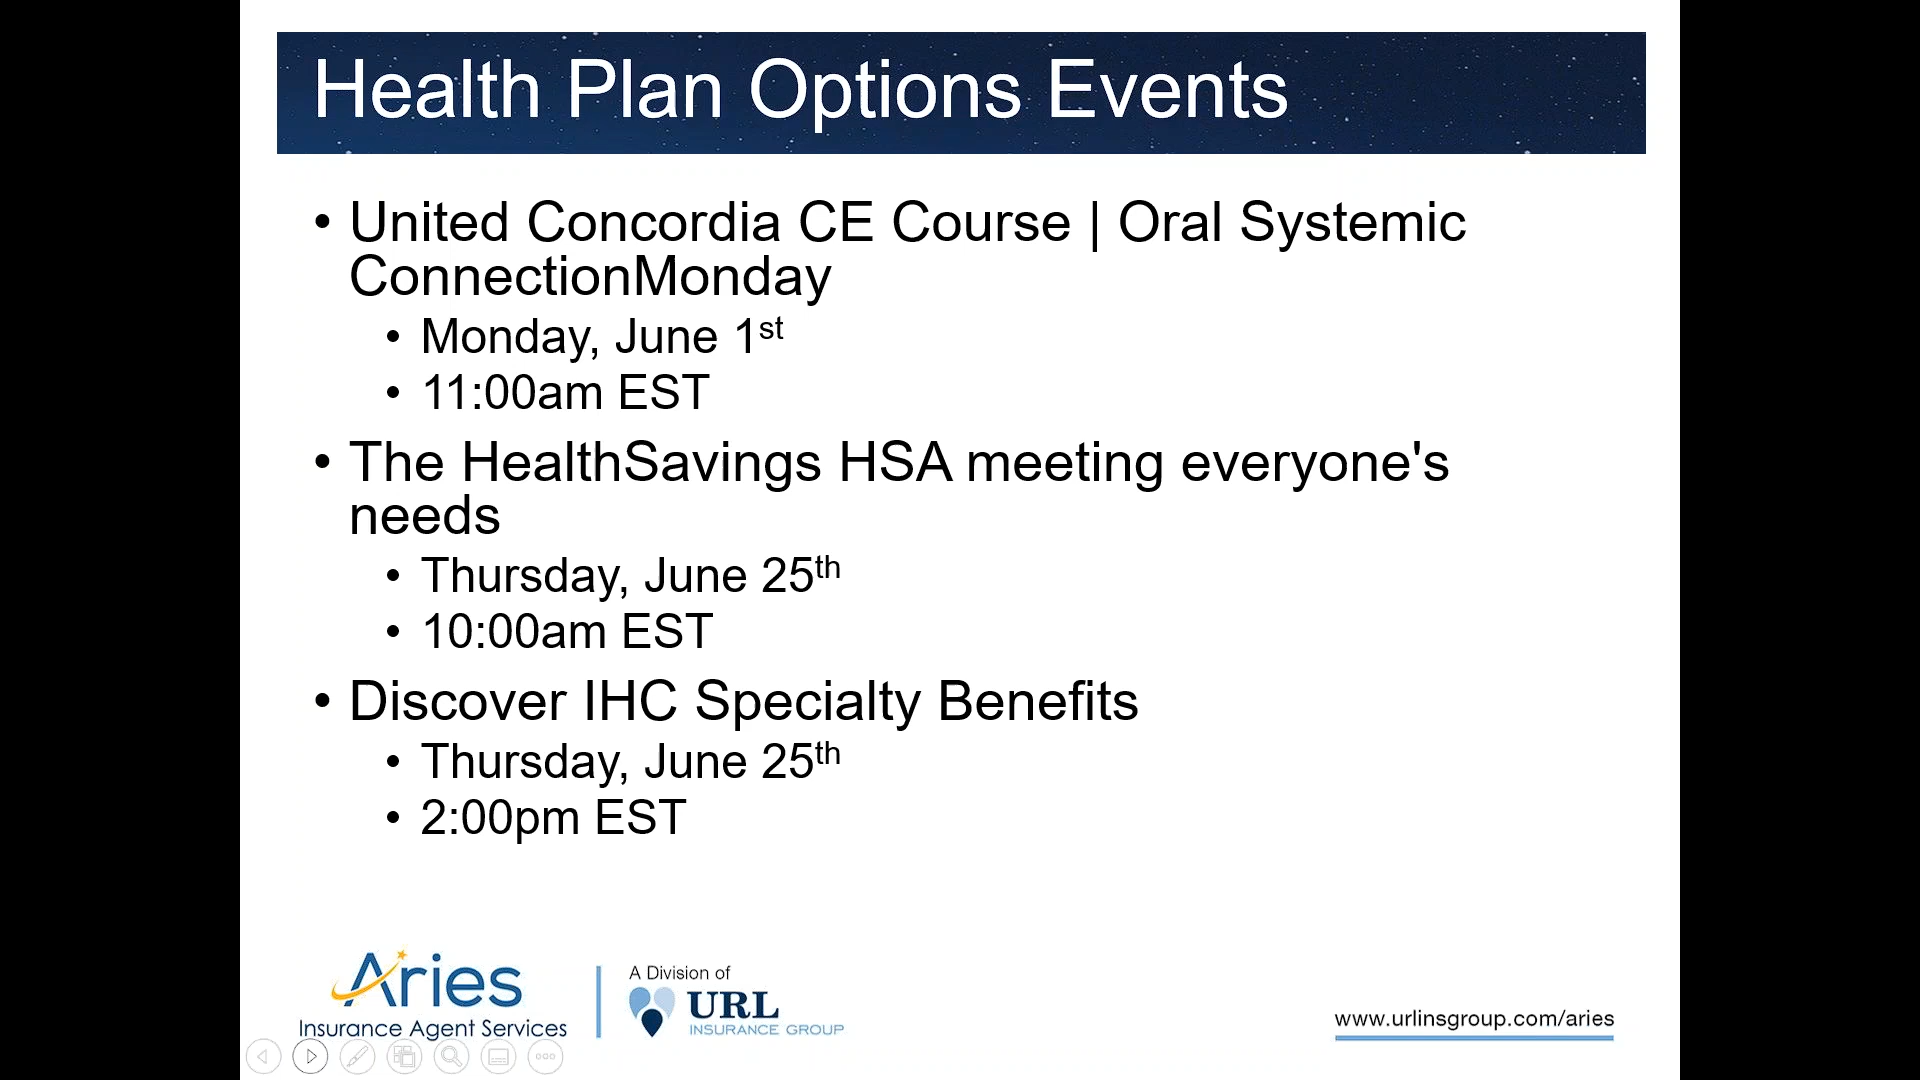 Health Plan Options Events
• United Concordia CE Course | Oral Systemic
ConnectionMonday
• Monday, June 1st
• 11:00am EST
• The HealthSavings HSA meeting everyone's
needs
• Thursday, June 25th
• 10:00am EST
• Discover IHC Specialty Benefits
• Thursday, June 25th
• 2:00pm EST
Aries
Insurance Agent Services
A Division of
URL
INSURANCE GROUP
www.urlinsgroup.com/aries